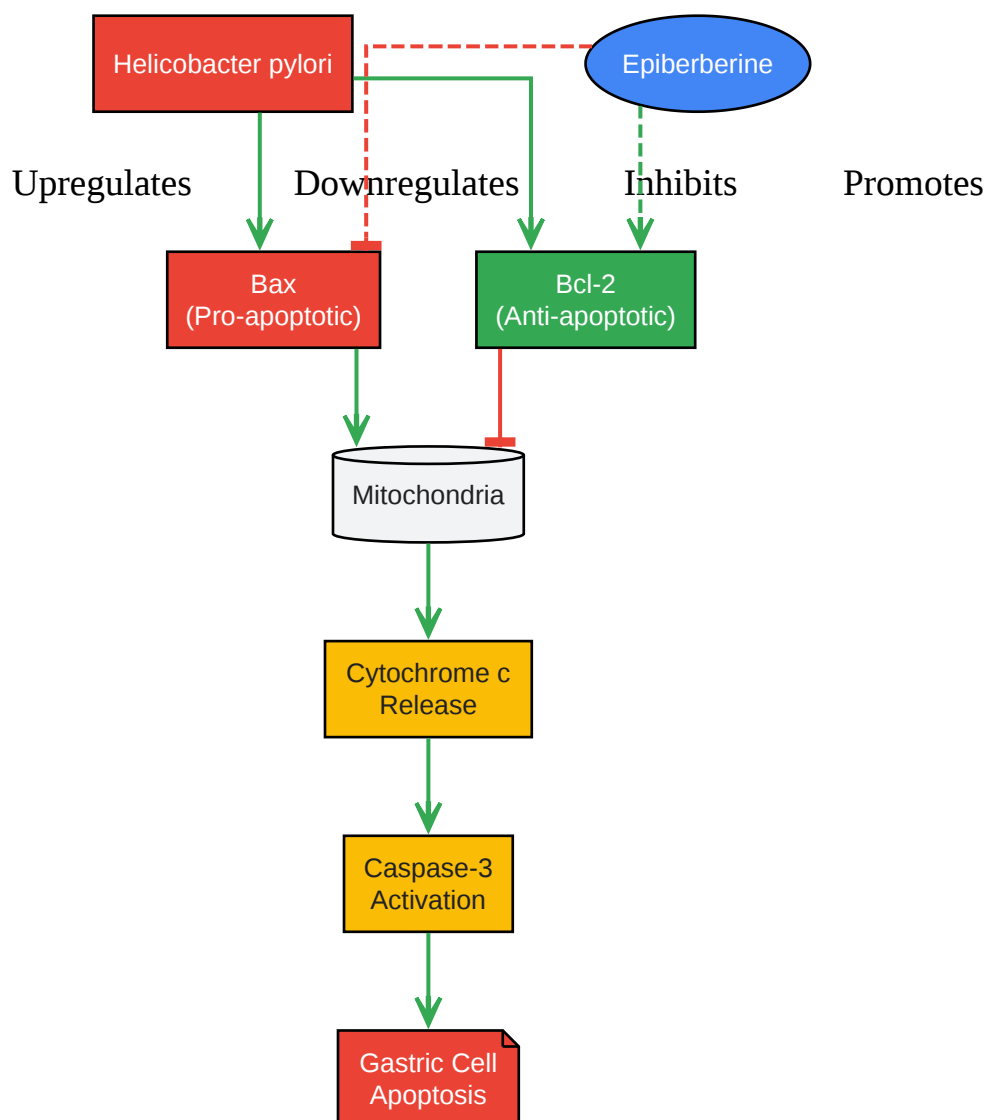 Helicobacter pylori
Epiberberine
Upregulates
Downregulates
Inhibits
Promotes
Bax
(Pro-apoptotic)
Bcl-2
(Anti-apoptotic)
Mitochondria
Cytochrome c
Release
Caspase-3
Activation
Gastric Cell
Apoptosis